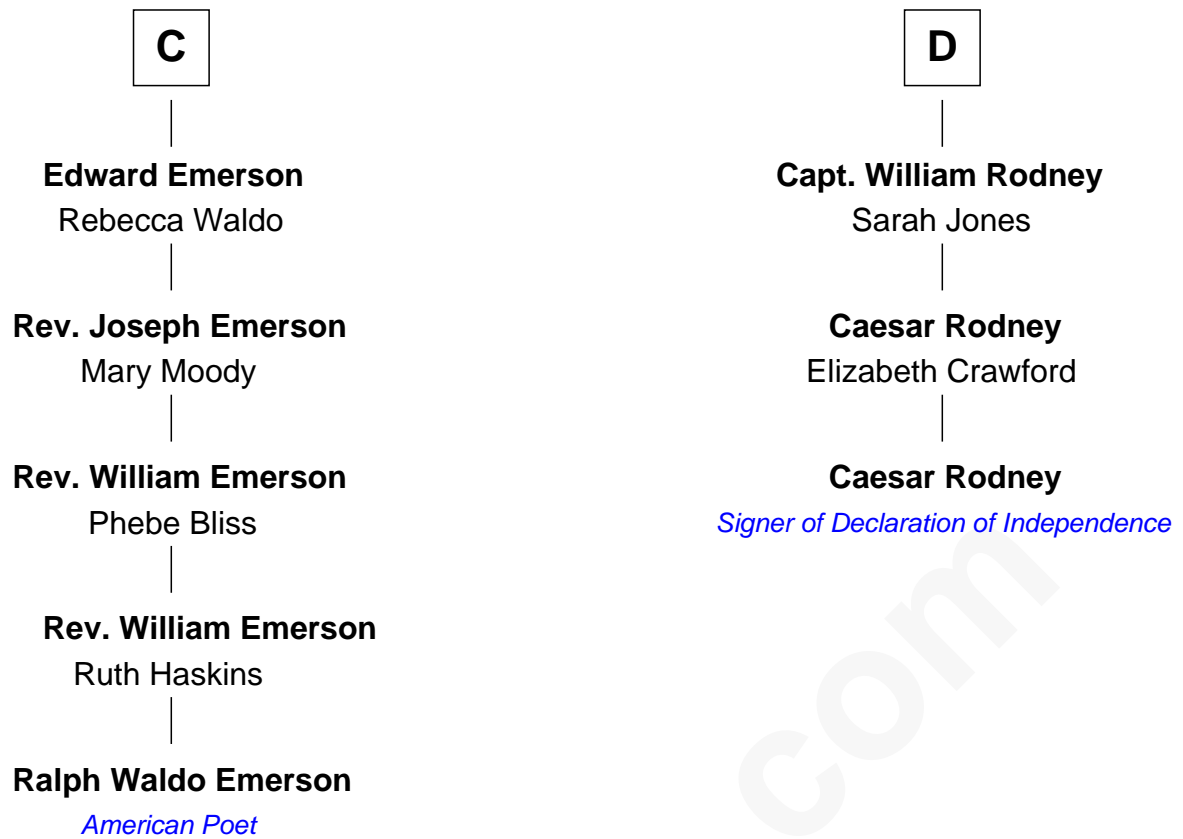 C
Edward Emerson
Rebecca Waldo
Rev. Joseph Emerson
Mary Moody
Rev. William Emerson
Phebe Bliss
Rev. William Emerson
Ruth Haskins
Ralph Waldo Emerson
American Poet
D
Capt. William Rodney
Sarah Jones
Caesar Rodney
Elizabeth Crawford
Caesar Rodney
Signer of Declaration of Independence
com